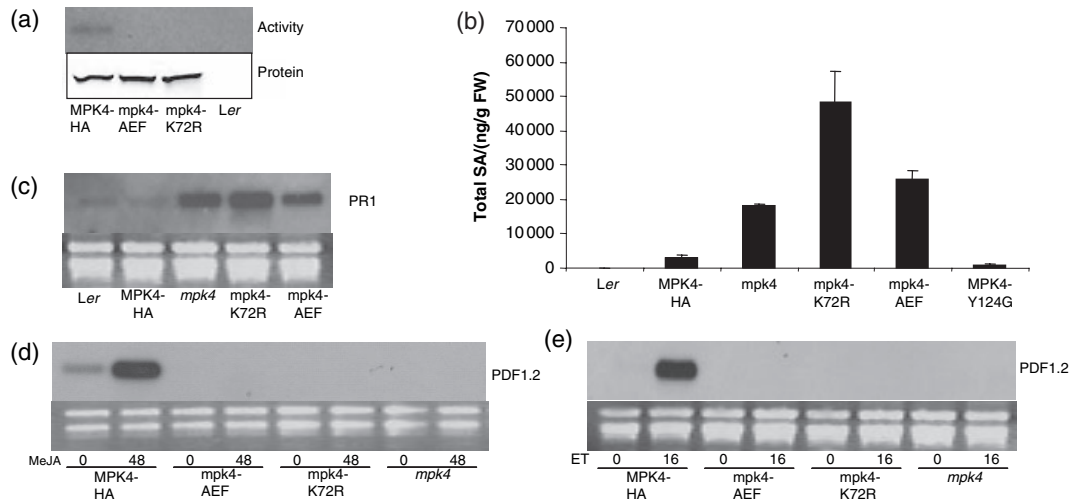 (a)
Activity
Protein
MPK4-HA mpk4-AEF mpk4-K72R Ler
(b)
Total SA/(ng/g FW)
70 000
60 000
50 000
40 000
30 000
20 000
10 000
0
Ler MPK4-HA mpk4 mpk4-K72R mpk4-AEF MPK4-Y124G
(c)
PR1
Ler MPK4-HA mpk4 mpk4-K72R mpk4-AEF
(d)
PDF1.2
MeJA 0 48 0 48 0 48 0 48
MPK4-HA mpk4-AEF mpk4-K72R mpk4
(e)
PDF1.2
ET 0 16 0 16 0 16 0 16
MPK4-HA mpk4-AEF mpk4-K72R mpk4